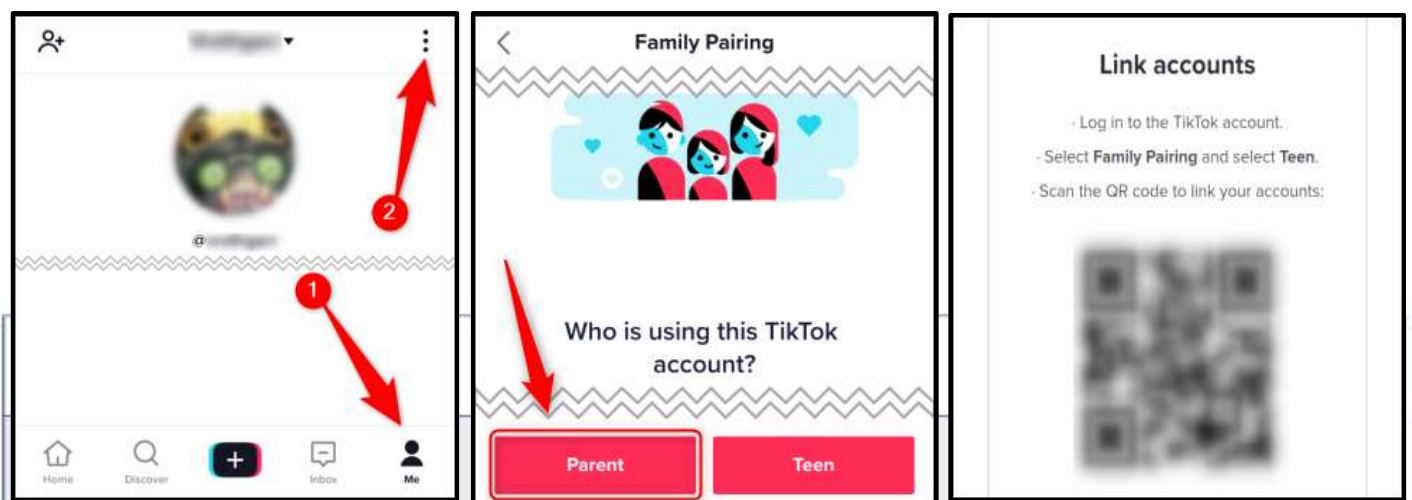 @
2
1
Home
Discover
Inbox
Me
Family Pairing
Who is using this TikTok
account?
Parent
Teen
Link accounts
· Log in to the TikTok account.
· Select Family Pairing and select Teen.
· Scan the QR code to link your accounts: